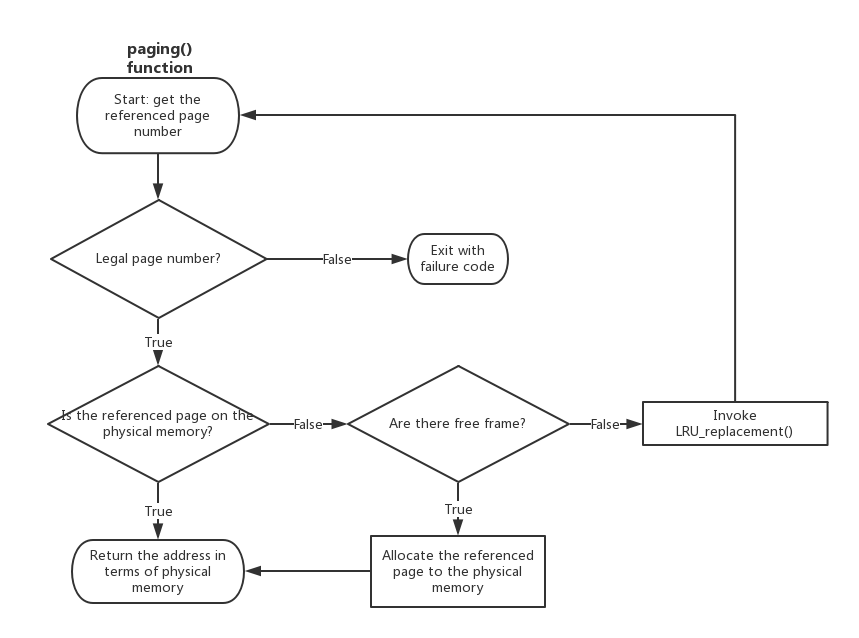 paging()
function
Start: get the
referenced page
number
Legal page number?
False
Exit with
failure code
True
Is the referenced page on the
physical memory?
False
Are there free frame?
False
Invoke
LRU_replacement()
True
True
Return the address in
terms of physical
memory
Allocate the referenced
page to the physical
memory